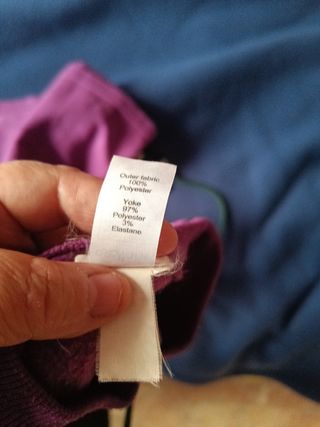 Outer fabric
100%
Polyester
Yoke
97%
Polyester
3%
Elastane